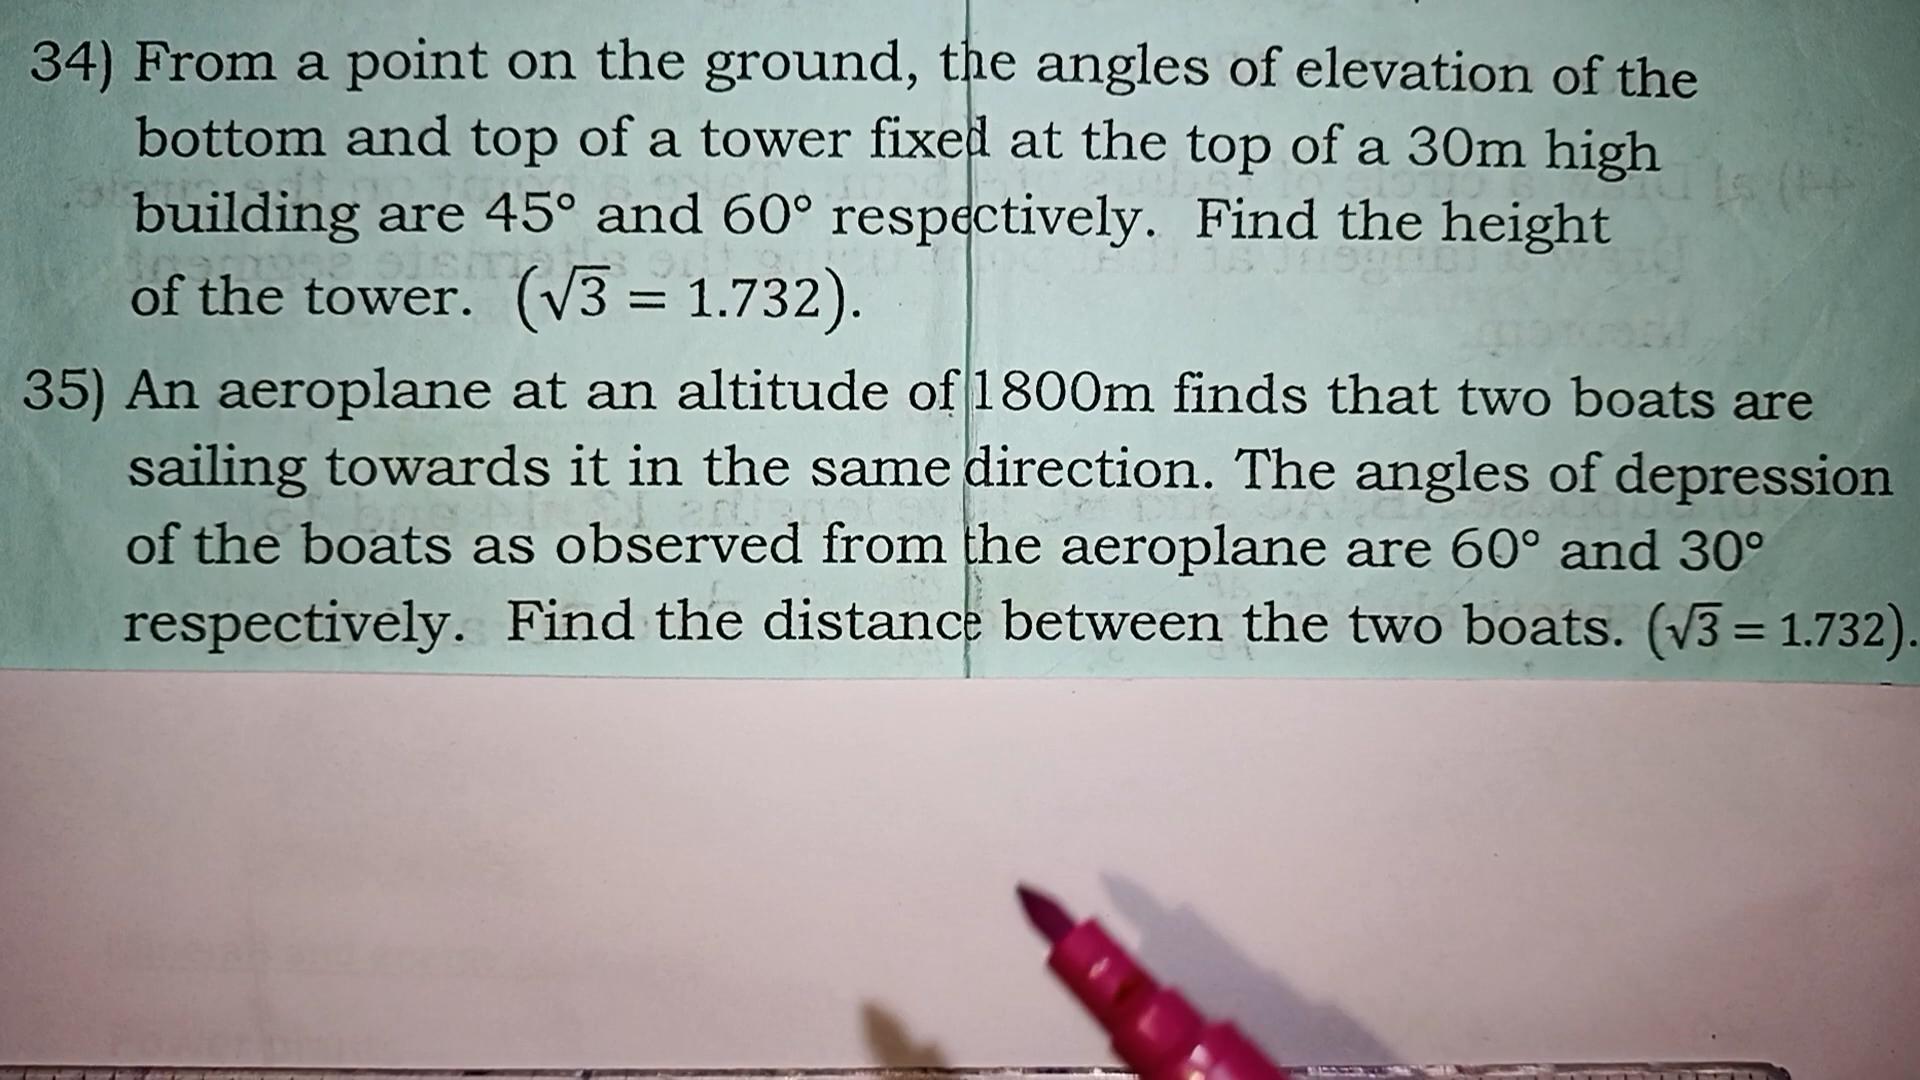 34) From a point on the ground, the angles of elevation of the
bottom and top of a tower fixed at the top of a 30m high
building are 45° and 60° respectively. Find the height
of the tower. (√3 = 1.732).
35) An aeroplane at an altitude of 1800m finds that two boats are
sailing towards it in the same direction. The angles of depression
of the boats as observed from the aeroplane are 60° and 30°
respectively. Find the distance between the two boats. (√3 = 1.732).